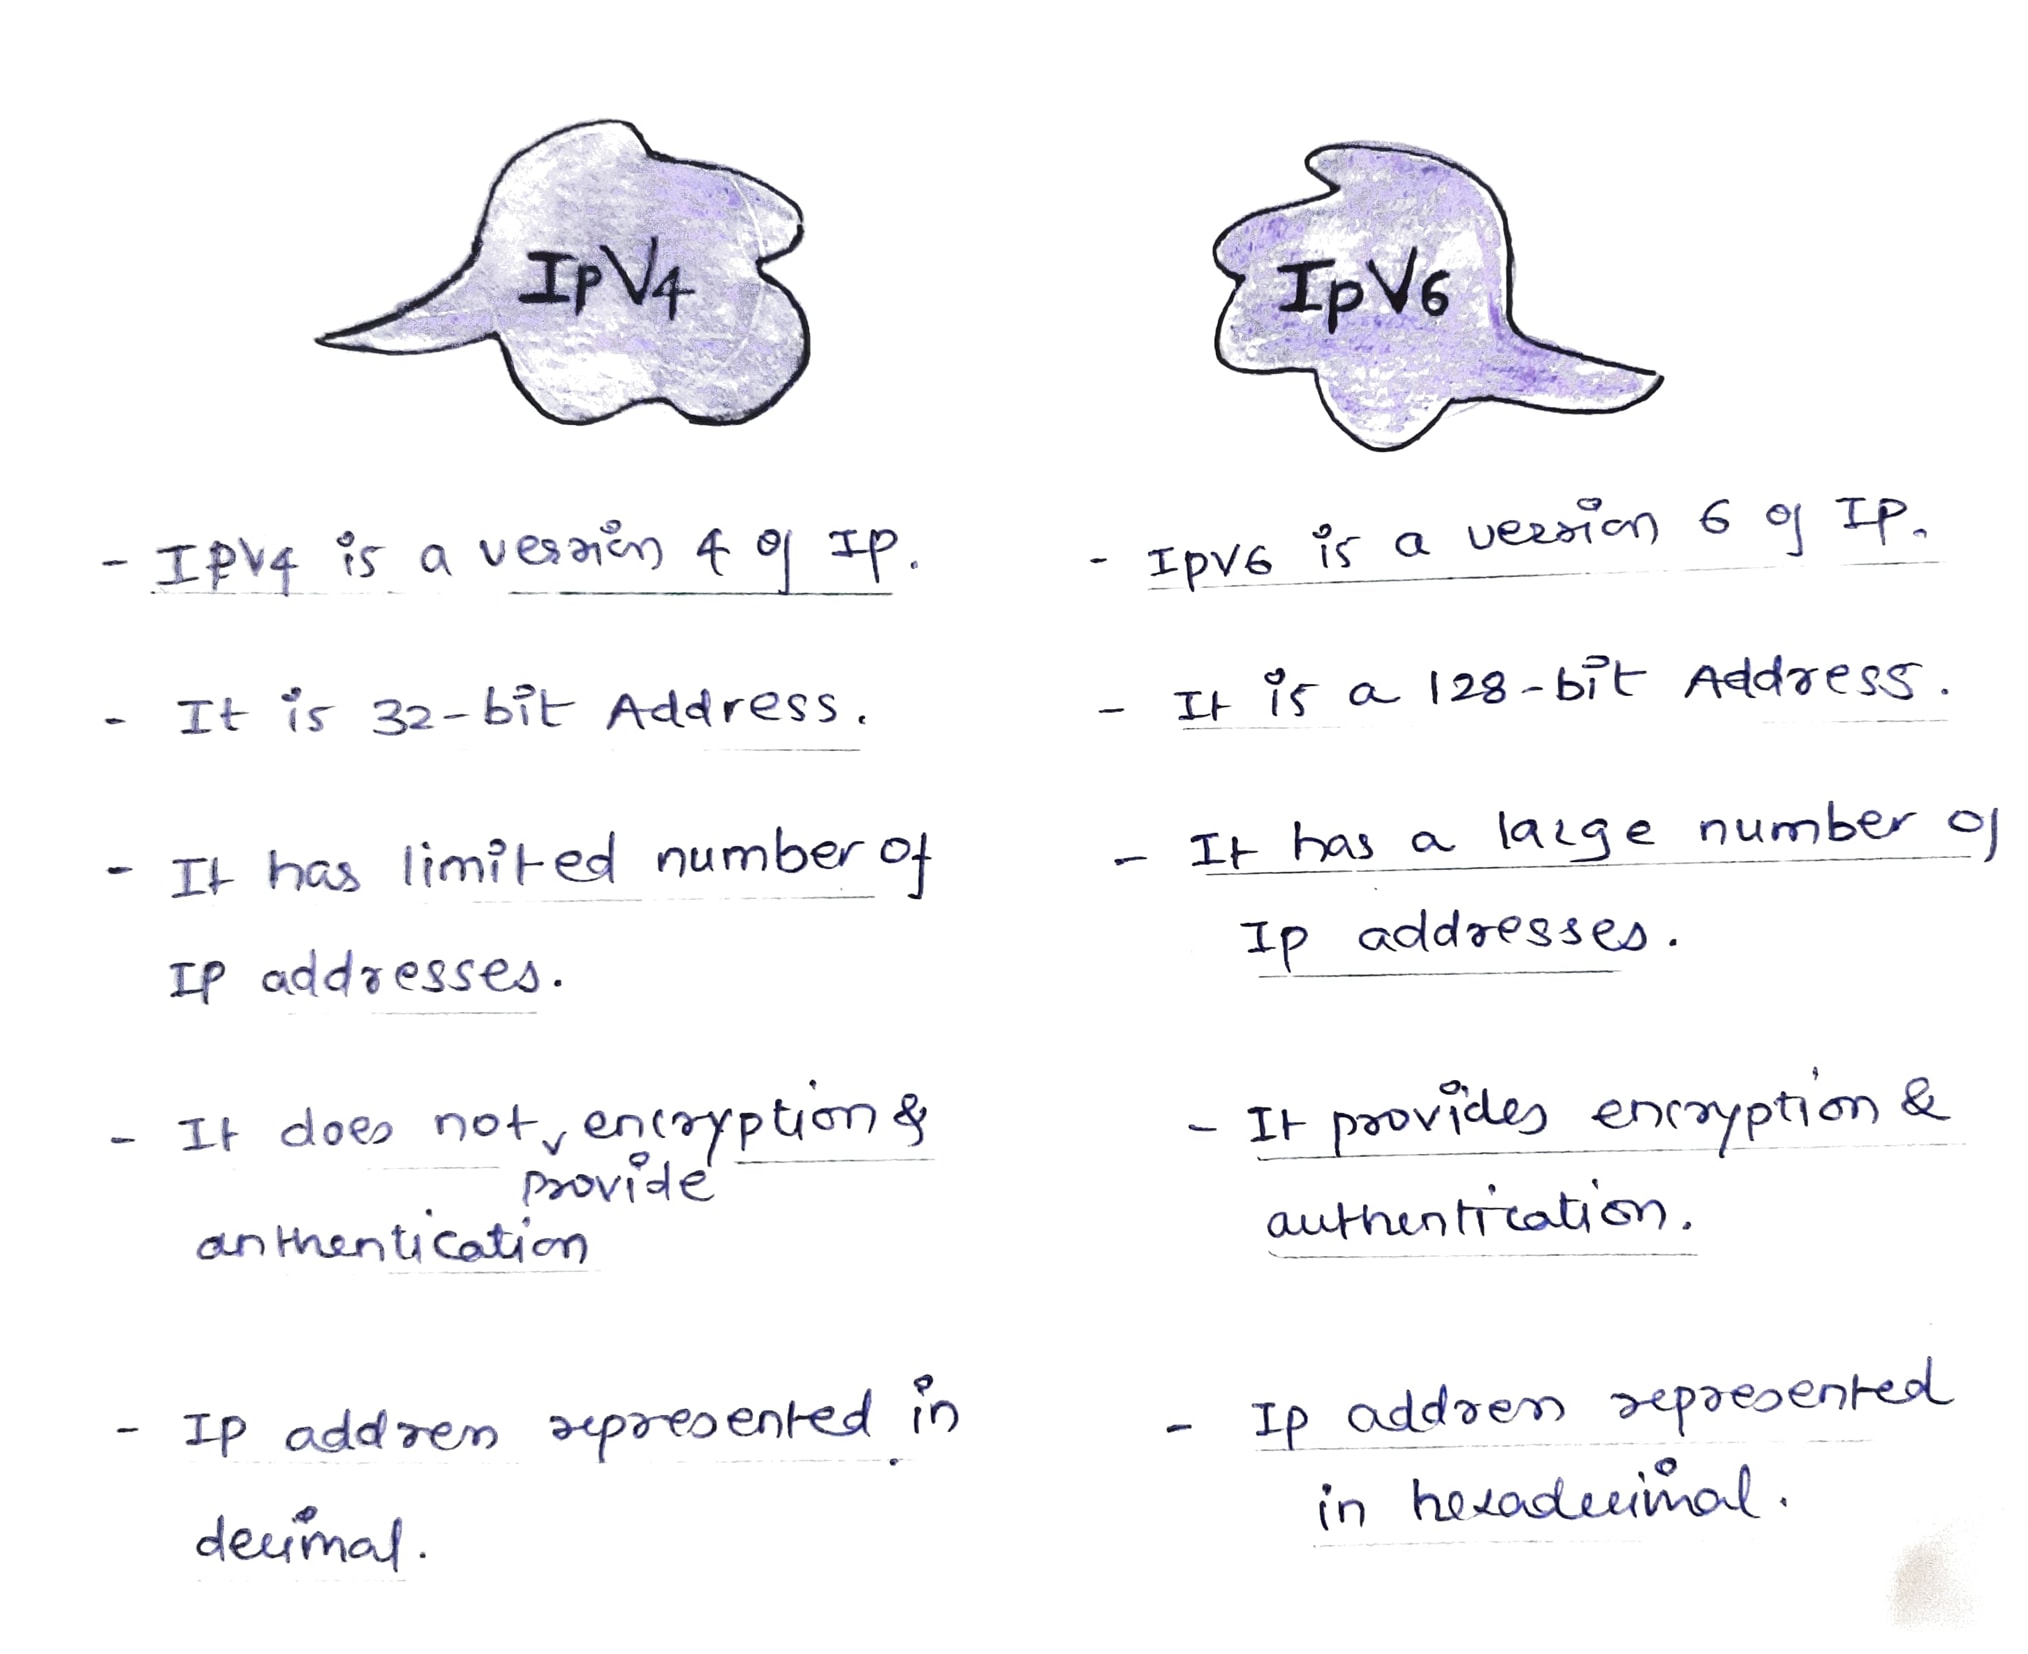 IpV4
- IPV4 is a version 4 of IP.
- It is 32-bit Address.
- It has limited number of
IP addresses.
- It does not encryption &
provide
anthentication
- IP address represented in
decimal.
IpV6
- IPV6 is a version 6 of IP.
- It is a 128-bit Address.
- It has a large number of
Ip addresses.
- It provides encryption &
authentication.
- Ip address represented
in hexadecimal.